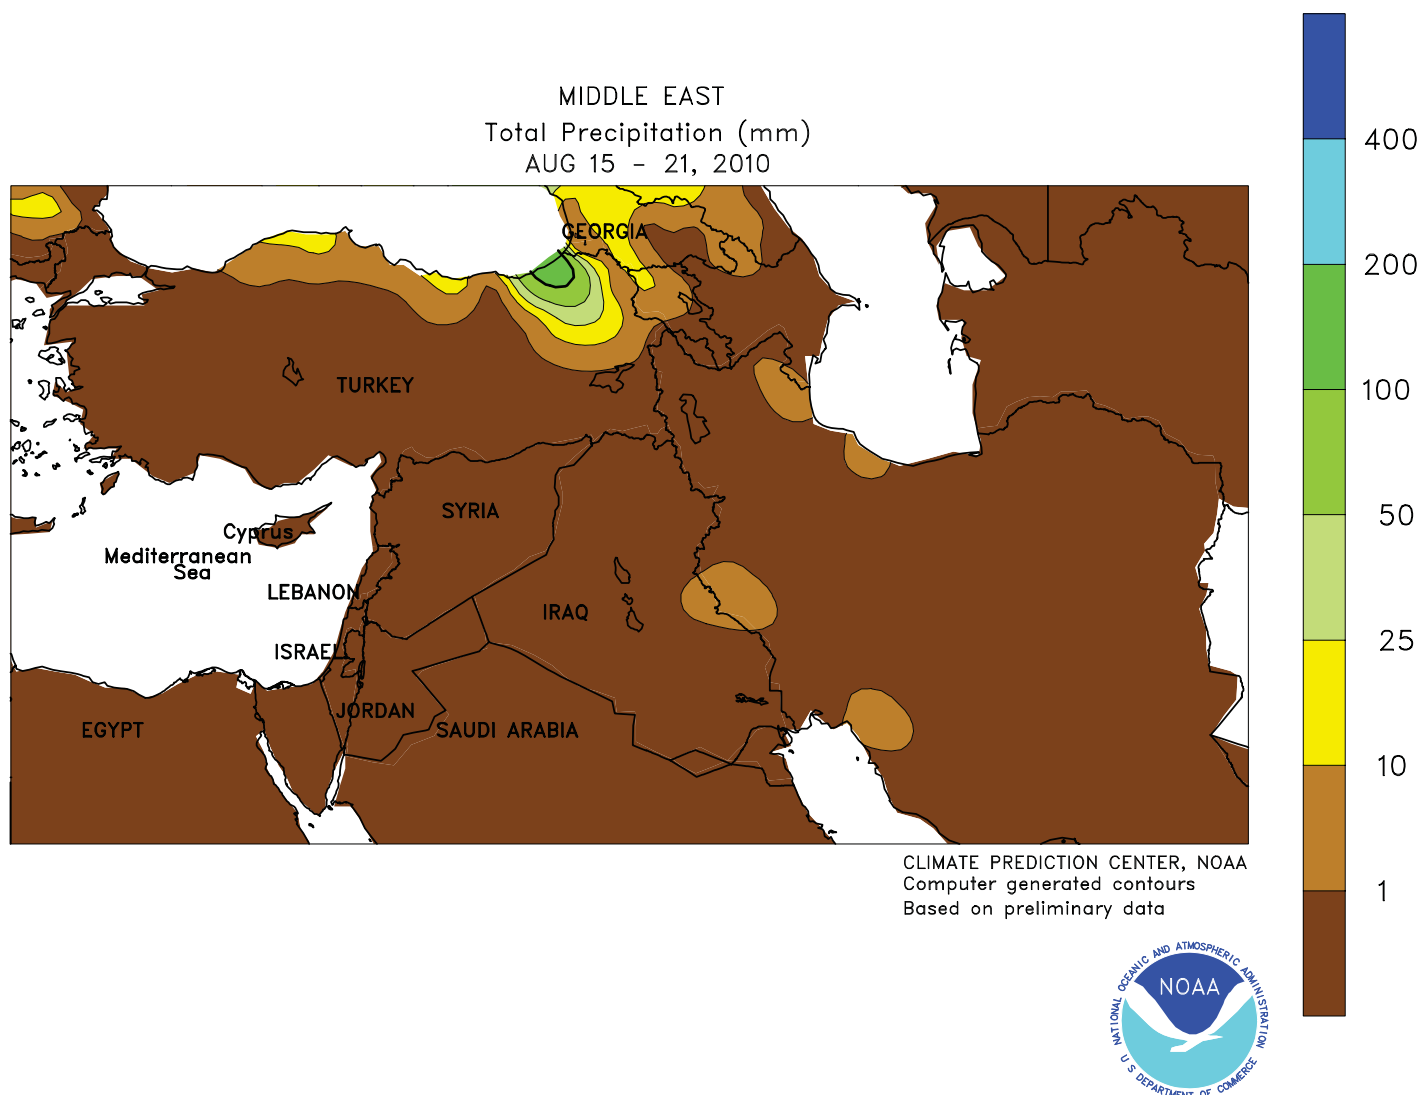 MIDDLE EAST
Total Precipitation (mm)
AUG 15 - 21, 2010
400
200
100
50
25
10
1
GEORGIA
TURKEY
SYRIA
Cyprus
Mediterranean
Sea
LEBANON
IRAQ
ISRAEL
JORDAN
EGYPT
SAUDI ARABIA
CLIMATE PREDICTION CENTER, NOAA
Computer generated contours
Based on preliminary data
NATIONAL OCEANIC AND ATMOSPHERIC ADMINISTRATION
NOAA
U S DEPARTMENT OF COMMERCE